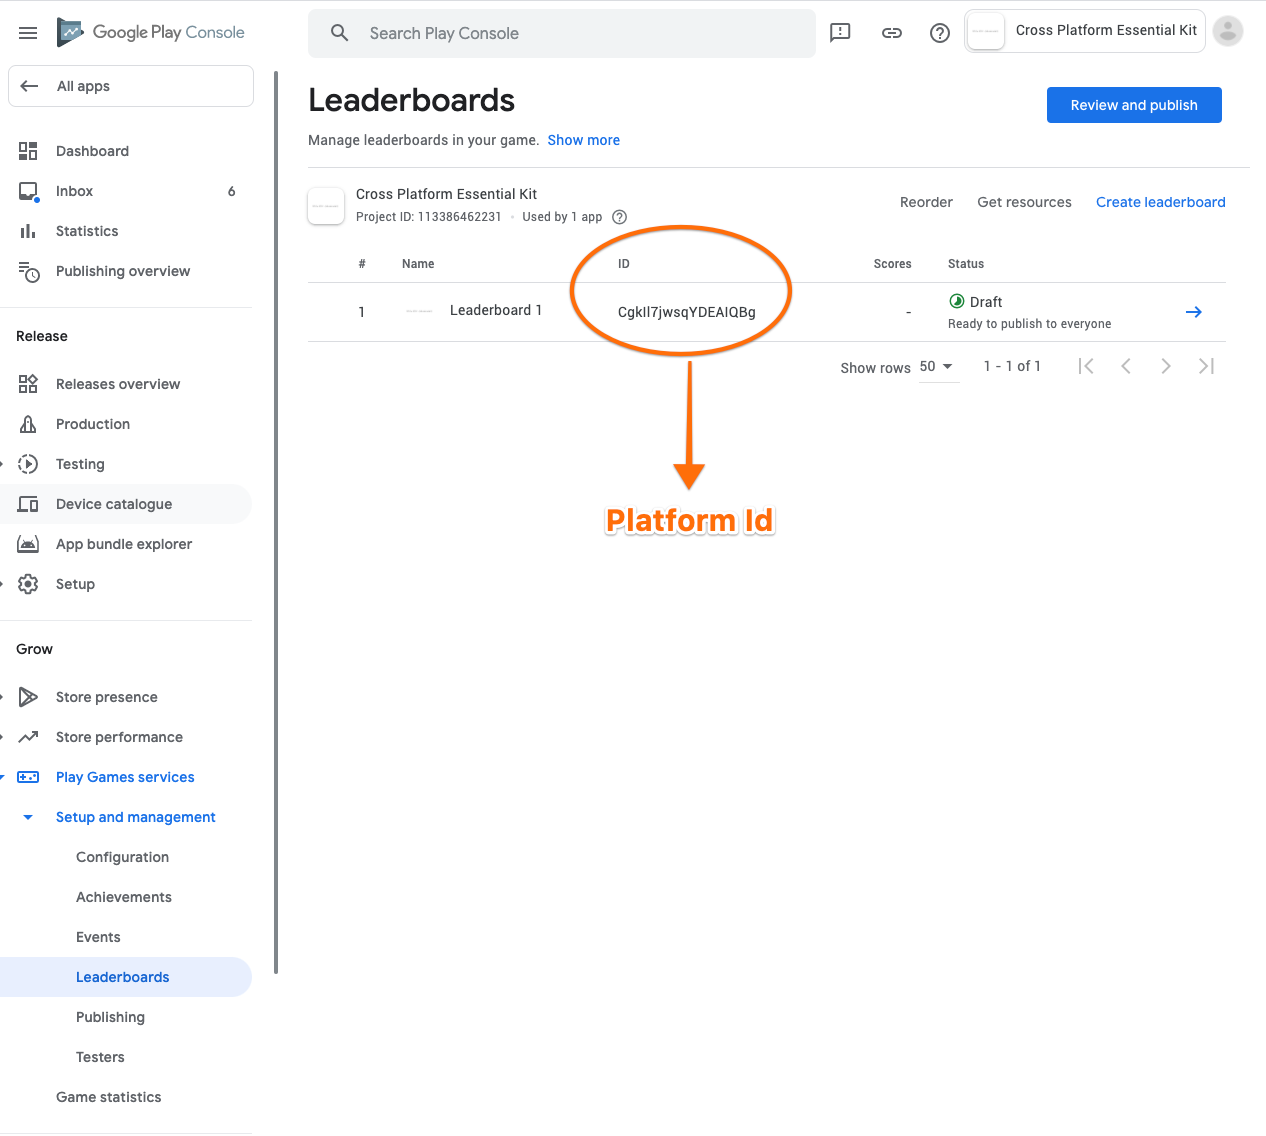 Google Play Console
Search Play Console
Cross Platform Essential Kit
All apps
Dashboard
Inbox 6
Statistics
Publishing overview
Release
Releases overview
Production
Testing
Device catalogue
App bundle explorer
Setup
Grow
Store presence
Store performance
Play Games services
Setup and management
Configuration
Achievements
Events
Leaderboards
Publishing
Testers
Game statistics
Leaderboards
Review and publish
Manage leaderboards in your game. Show more
Cross Platform Essential Kit
Project ID: 113386462231 • Used by 1 app
Reorder Get resources Create leaderboard
# Name ID Scores Status
1 Leaderboard 1 CgkIl7jwsqYDEAIQBg - Draft
Ready to publish to everyone
Show rows 50 1 - 1 of 1
Platform Id